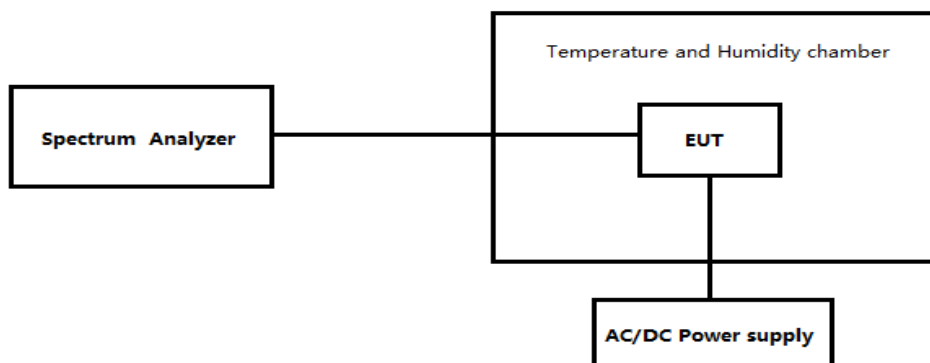 Temperature and Humidity chamber
Spectrum Analyzer
EUT
AC/DC Power supply